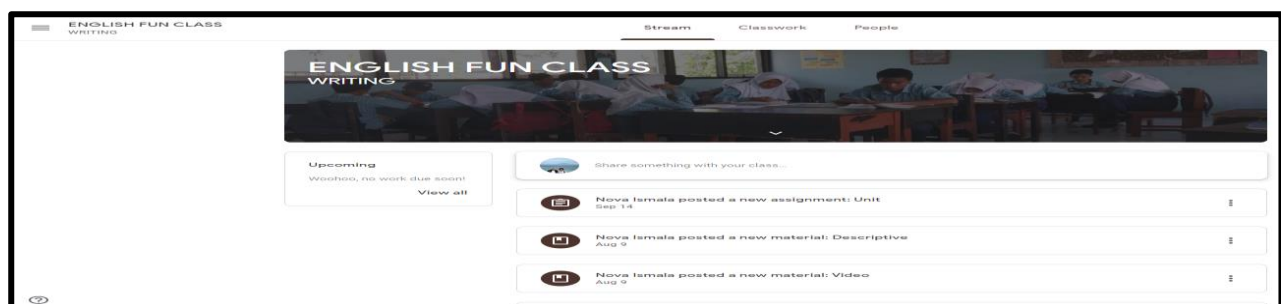 ENGLISH FUN CLASS
WRITING
Stream Classwork People
ENGLISH FUN CLASS
WRITING
Upcoming
Woohoo, no work due soon!
View all
Share something with your class...
Nova Ismala posted a new assignment: Unit
Sep 14
Nova Ismala posted a new material: Descriptive
Aug 9
Nova Ismala posted a new material: Video
Aug 9